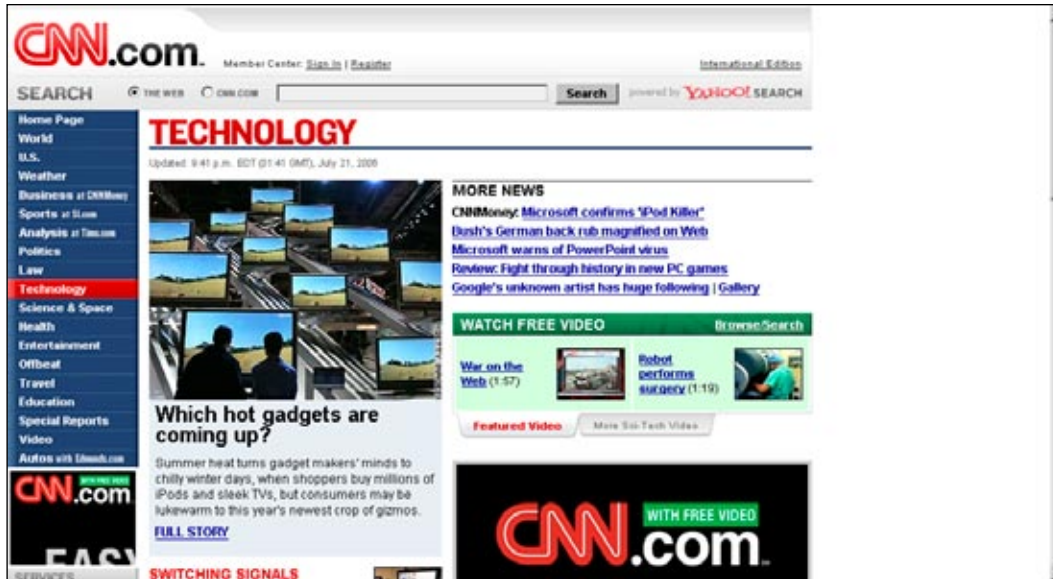 CNN.com
Member Center: Sign In | Register
International Edition
SEARCH THE WEB CNN.COM Search powered by YAHOO! SEARCH
Home Page
World
U.S.
Weather
Business at CNNMoney
Sports at SI.com
Analysis at Time.com
Politics
Law
Technology
Science & Space
Health
Entertainment
Offbeat
Travel
Education
Special Reports
Video
Autos with Edmunds.com
CNN.com
WITH FREE VIDEO
EASY
SERVICES
TECHNOLOGY
Updated: 9:41 p.m. EDT (01:41 GMT), July 21, 2006
Which hot gadgets are
coming up?
Summer heat turns gadget makers' minds to
chilly winter days, when shoppers buy millions of
iPods and sleek TVs, but consumers may be
lukewarm to this year's newest crop of gizmos.
FULL STORY
SWITCHING SIGNALS
MORE NEWS
CNNMoney: Microsoft confirms 'iPod Killer'
Bush's German back rub magnified on Web
Microsoft warns of PowerPoint virus
Review: Fight through history in new PC games
Google's unknown artist has huge following | Gallery
WATCH FREE VIDEO Browse/Search
War on the
Web (1:57)
Robot
performs
surgery (1:19)
Featured Video More Sci-Tech Video
CNN.com
WITH FREE VIDEO